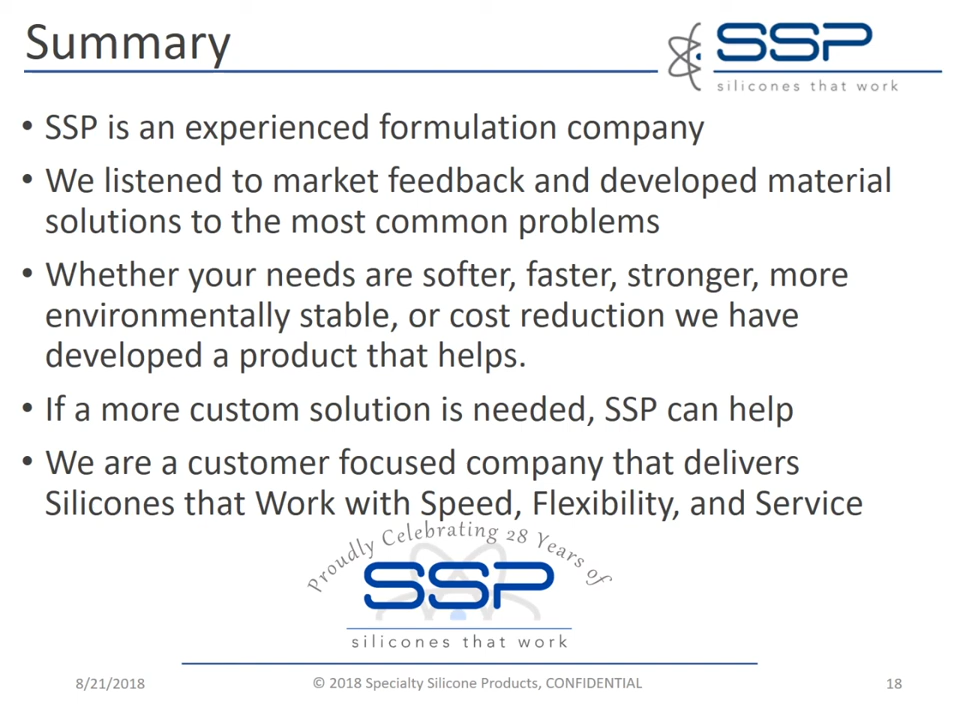 Summary
SSP
silicones that work
• SSP is an experienced formulation company
• We listened to market feedback and developed material
solutions to the most common problems
• Whether your needs are softer, faster, stronger, more
environmentally stable, or cost reduction we have
developed a product that helps.
• If a more custom solution is needed, SSP can help
• We are a customer focused company that delivers
Silicones that Work with Speed, Flexibility, and Service
Proudly Celebrating 28 Years of
SSP
silicones that work
8/21/2018
© 2018 Specialty Silicone Products, CONFIDENTIAL
18